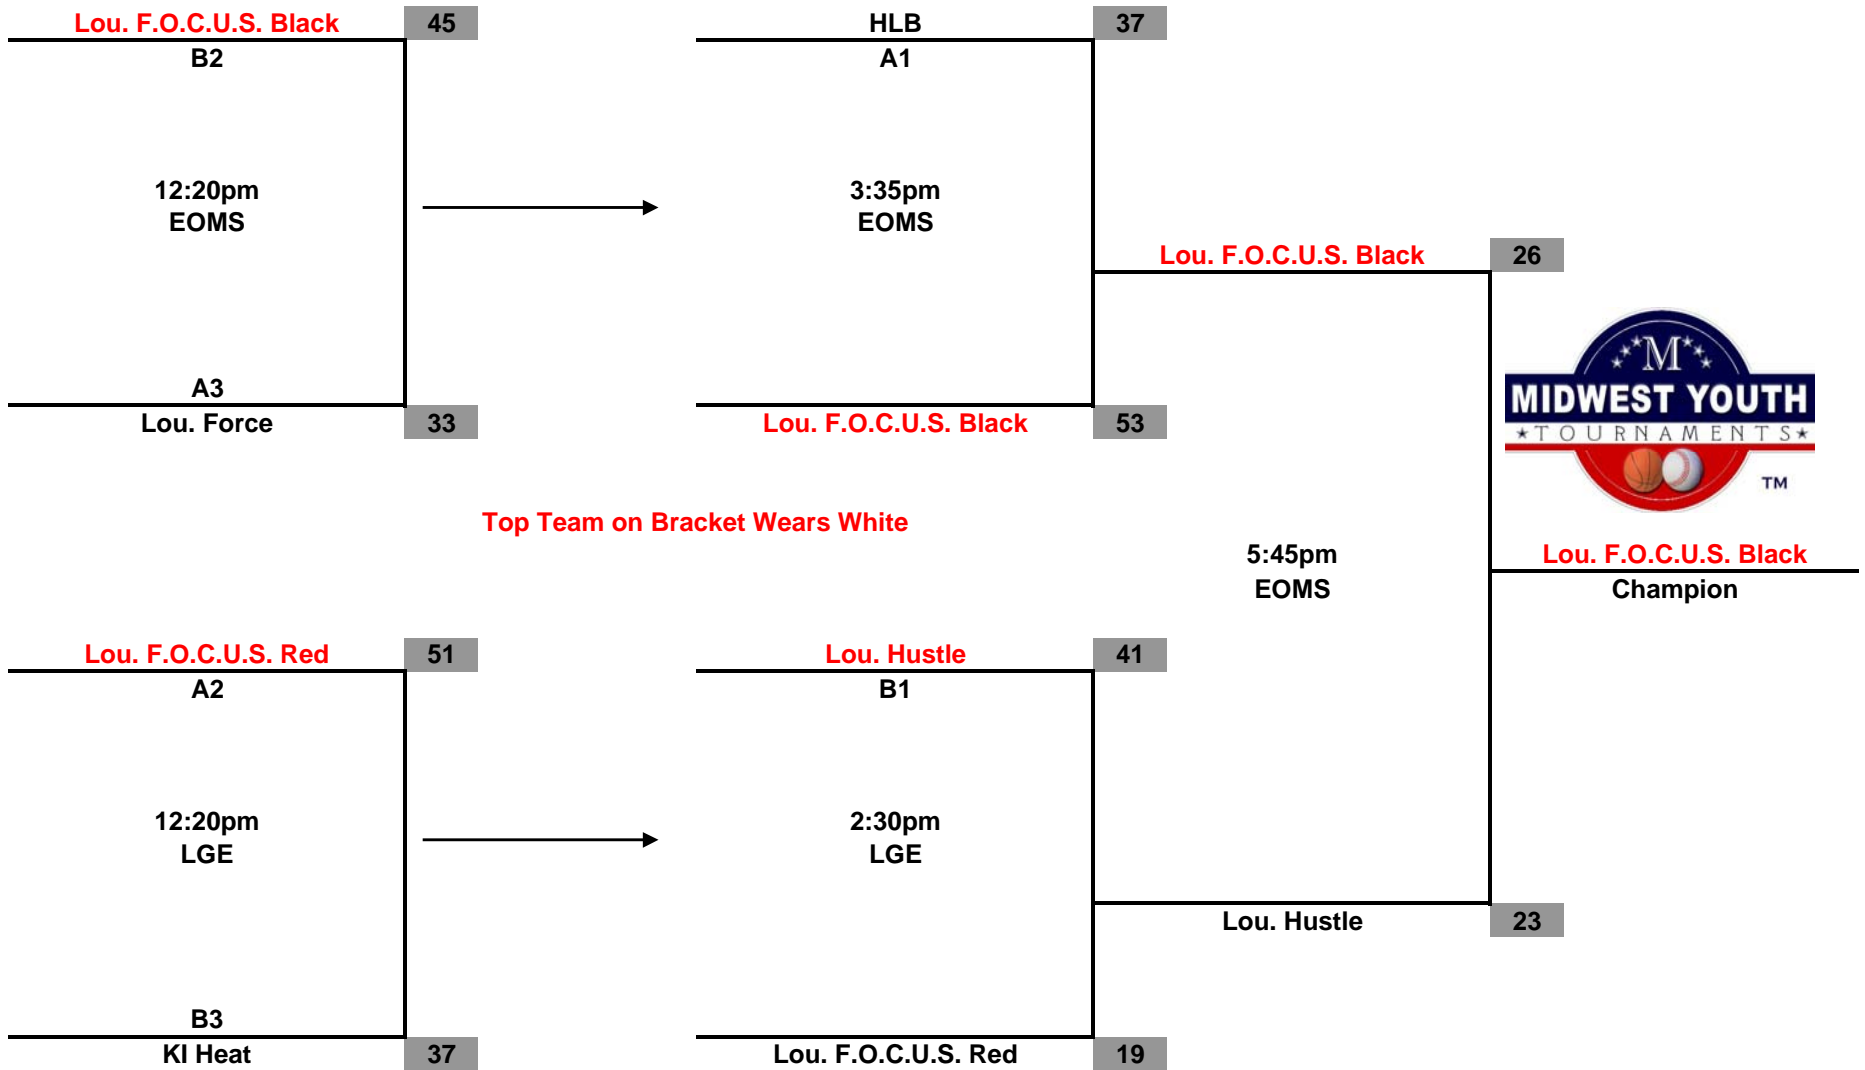 Lou. F.O.C.U.S. Black 45
B2
12:20pm
EOMS
A3
Lou. Force 33
HLB 37
A1
3:35pm
EOMS
Lou. F.O.C.U.S. Black 53
Lou. F.O.C.U.S. Black 26
M
MIDWEST YOUTH
TOURNAMENTS
TM
Top Team on Bracket Wears White
5:45pm
EOMS
Lou. F.O.C.U.S. Black
Champion
Lou. F.O.C.U.S. Red 51
A2
12:20pm
LGE
B3
KI Heat 37
Lou. Hustle 41
B1
2:30pm
LGE
Lou. F.O.C.U.S. Red 19
Lou. Hustle 23